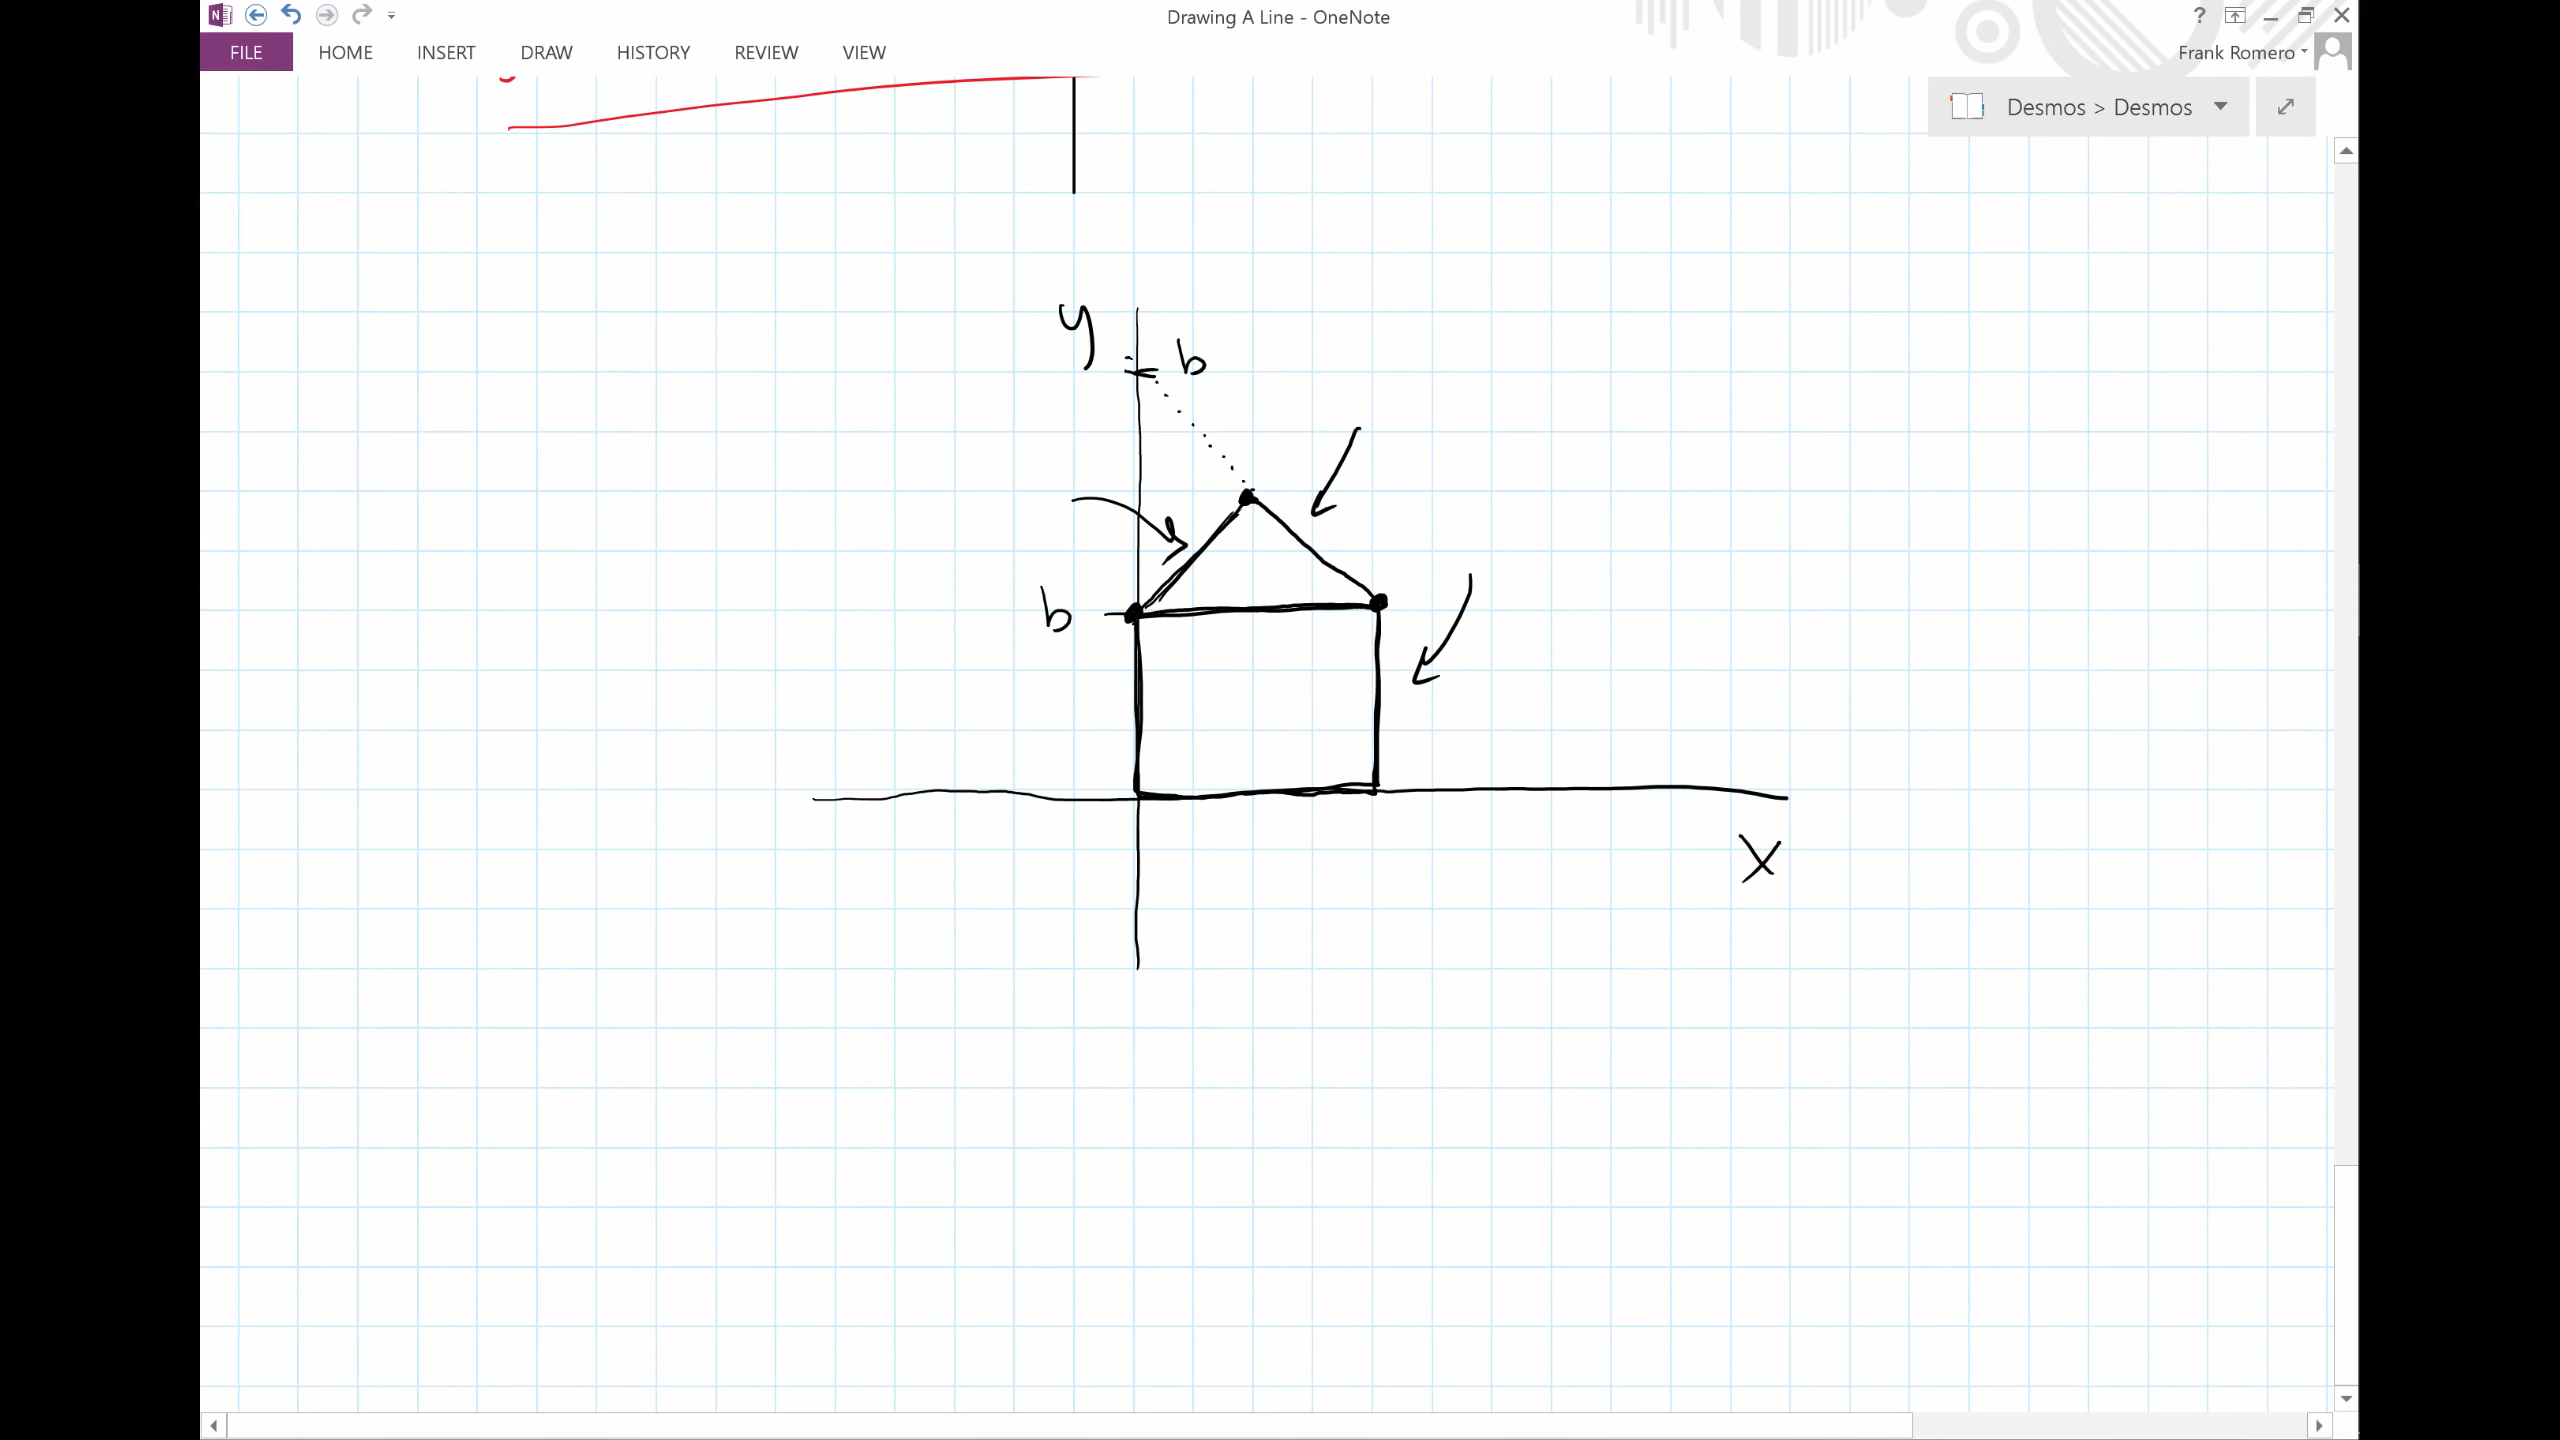 Drawing A Line - OneNote
?
FILE HOME INSERT DRAW HISTORY REVIEW VIEW
Frank Romero
Desmos > Desmos
y
b
b
X